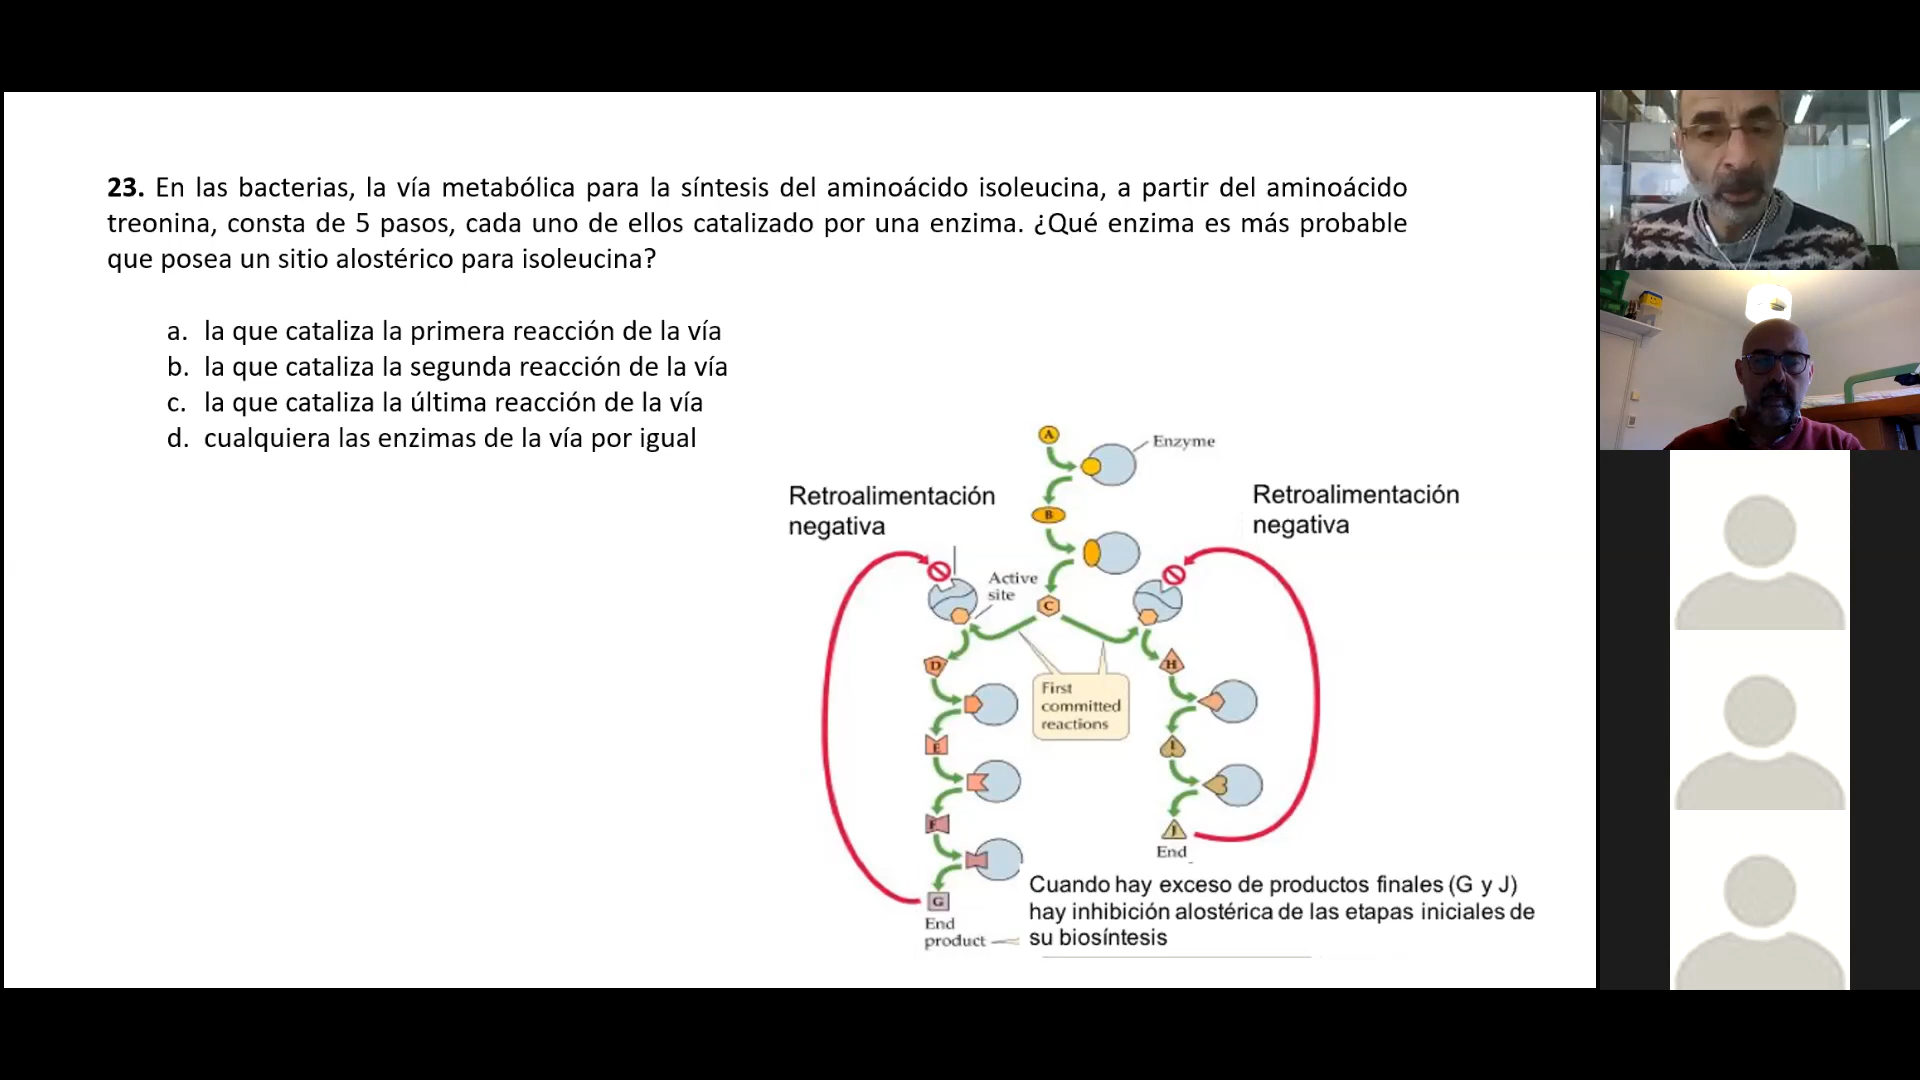 23. En las bacterias, la vía metabólica para la síntesis del aminoácido isoleucina, a partir del aminoácido
treonina, consta de 5 pasos, cada uno de ellos catalizado por una enzima. ¿Qué enzima es más probable
que posea un sitio alostérico para isoleucina?
a. la que cataliza la primera reacción de la vía
b. la que cataliza la segunda reacción de la vía
c. la que cataliza la última reacción de la vía
d. cualquiera las enzimas de la vía por igual
A
Enzyme
Retroalimentación
negativa
B
Retroalimentación
negativa
Active
site
C
D
H
First
committed
reactions
E
I
F
J
End
G
End
product
Cuando hay exceso de productos finales (G y J)
hay inhibición alostérica de las etapas iniciales de
su biosíntesis